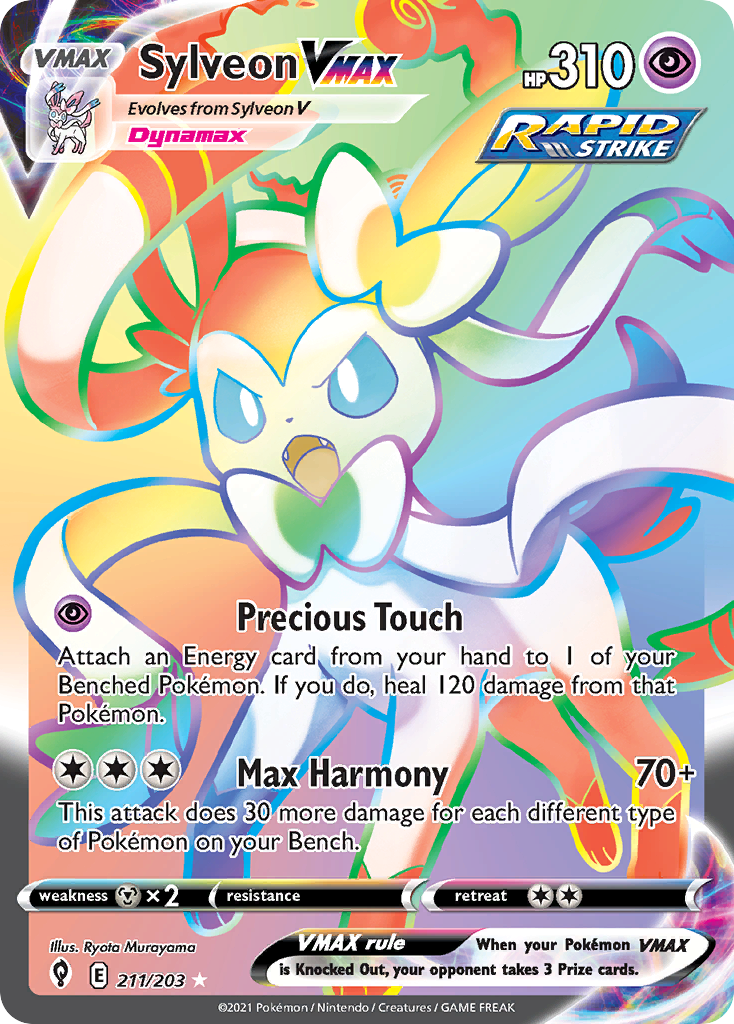 VMAX
Sylveon VMAX
HP 310
Evolves from Sylveon V
Dynamax
RAPID
STRIKE
Precious Touch
Attach an Energy card from your hand to 1 of your
Benched Pokémon. If you do, heal 120 damage from that
Pokémon.
Max Harmony 70+
This attack does 30 more damage for each different type
of Pokémon on your Bench.
weakness ×2 resistance retreat
Illus. Ryota Murayama
VMAX rule When your Pokémon VMAX
is Knocked Out, your opponent takes 3 Prize cards.
E 211/203
©2021 Pokémon / Nintendo / Creatures / GAME FREAK